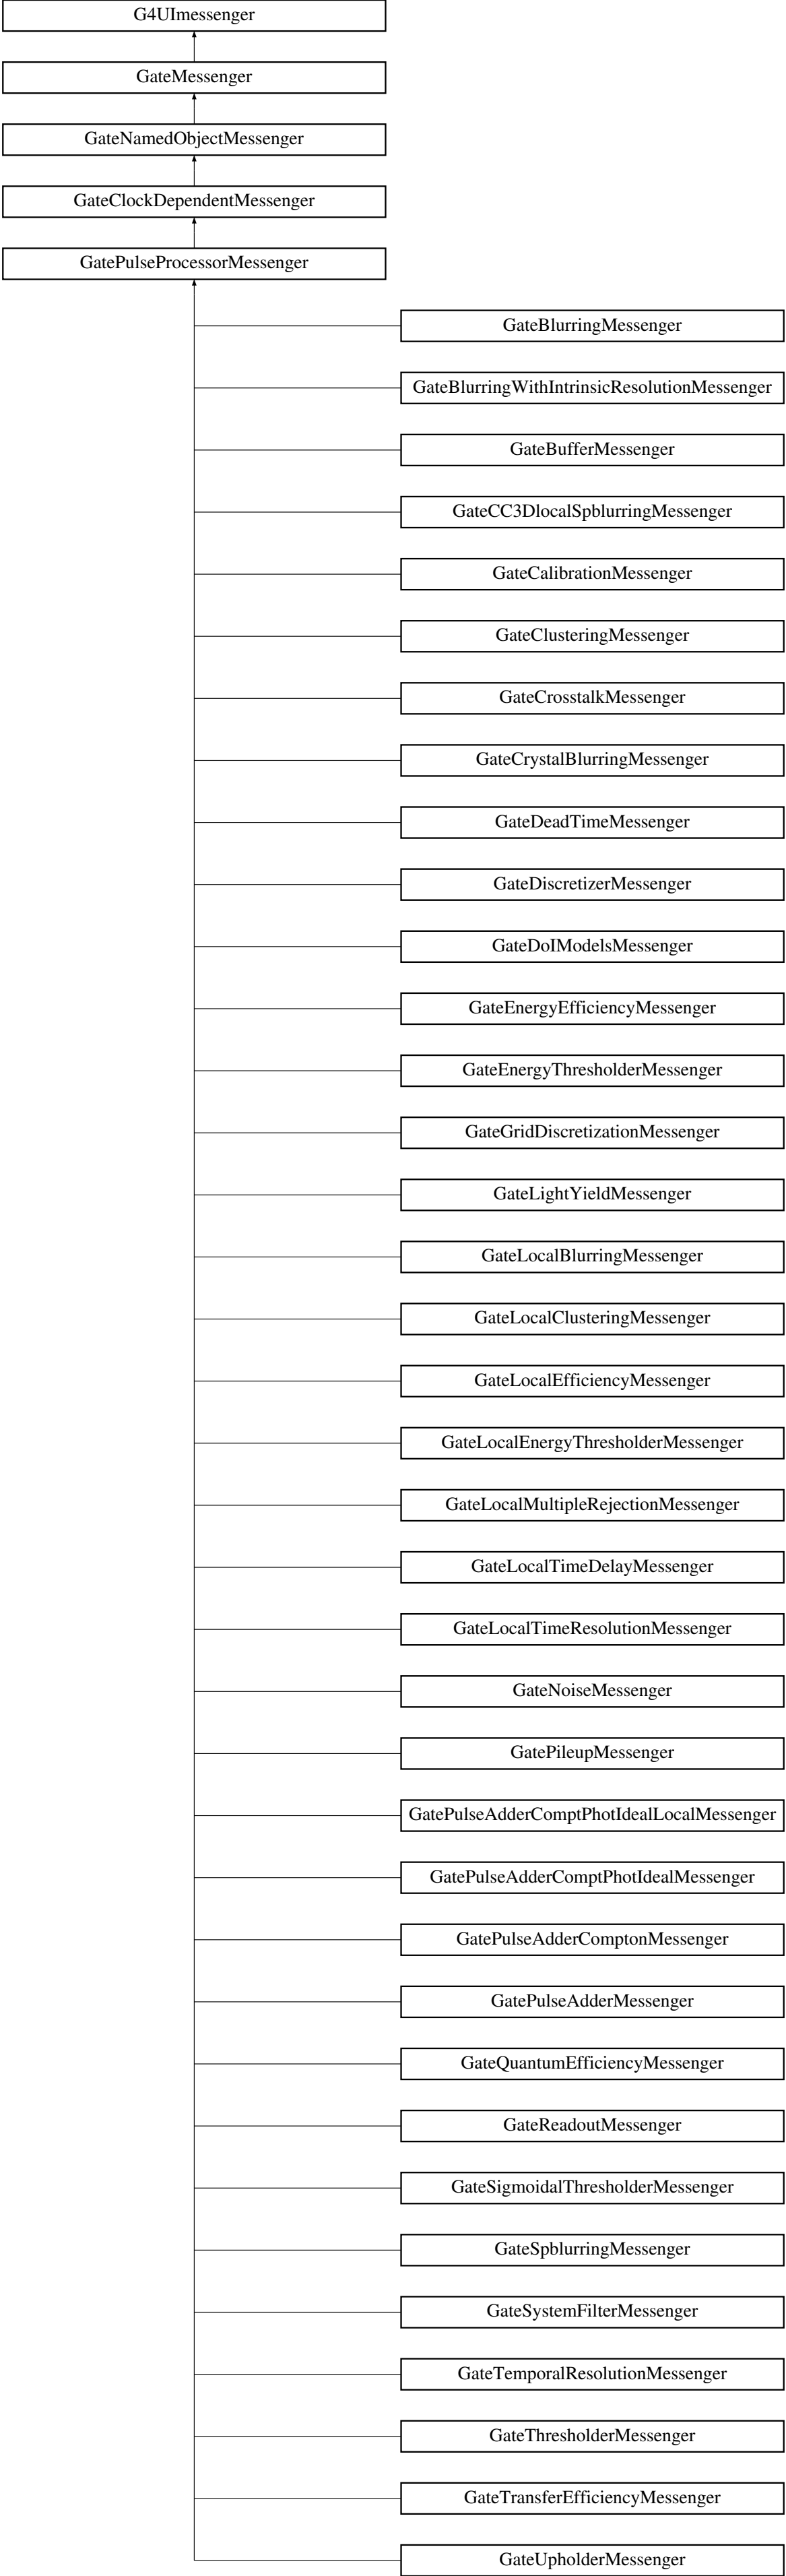 G4UImessenger
GateMessenger
GateNamedObjectMessenger
GateClockDependentMessenger
GatePulseProcessorMessenger
GateBlurringMessenger
GateBlurringWithIntrinsicResolutionMessenger
GateBufferMessenger
GateCC3DlocalSpblurringMessenger
GateCalibrationMessenger
GateClusteringMessenger
GateCrosstalkMessenger
GateCrystalBlurringMessenger
GateDeadTimeMessenger
GateDiscretizerMessenger
GateDoIModelsMessenger
GateEnergyEfficiencyMessenger
GateEnergyThresholderMessenger
GateGridDiscretizationMessenger
GateLightYieldMessenger
GateLocalBlurringMessenger
GateLocalClusteringMessenger
GateLocalEfficiencyMessenger
GateLocalEnergyThresholderMessenger
GateLocalMultipleRejectionMessenger
GateLocalTimeDelayMessenger
GateLocalTimeResolutionMessenger
GateNoiseMessenger
GatePileupMessenger
GatePulseAdderComptPhotIdealLocalMessenger
GatePulseAdderComptPhotIdealMessenger
GatePulseAdderComptonMessenger
GatePulseAdderMessenger
GateQuantumEfficiencyMessenger
GateReadoutMessenger
GateSigmoidalThresholderMessenger
GateSpblurringMessenger
GateSystemFilterMessenger
GateTemporalResolutionMessenger
GateThresholderMessenger
GateTransferEfficiencyMessenger
GateUpholderMessenger